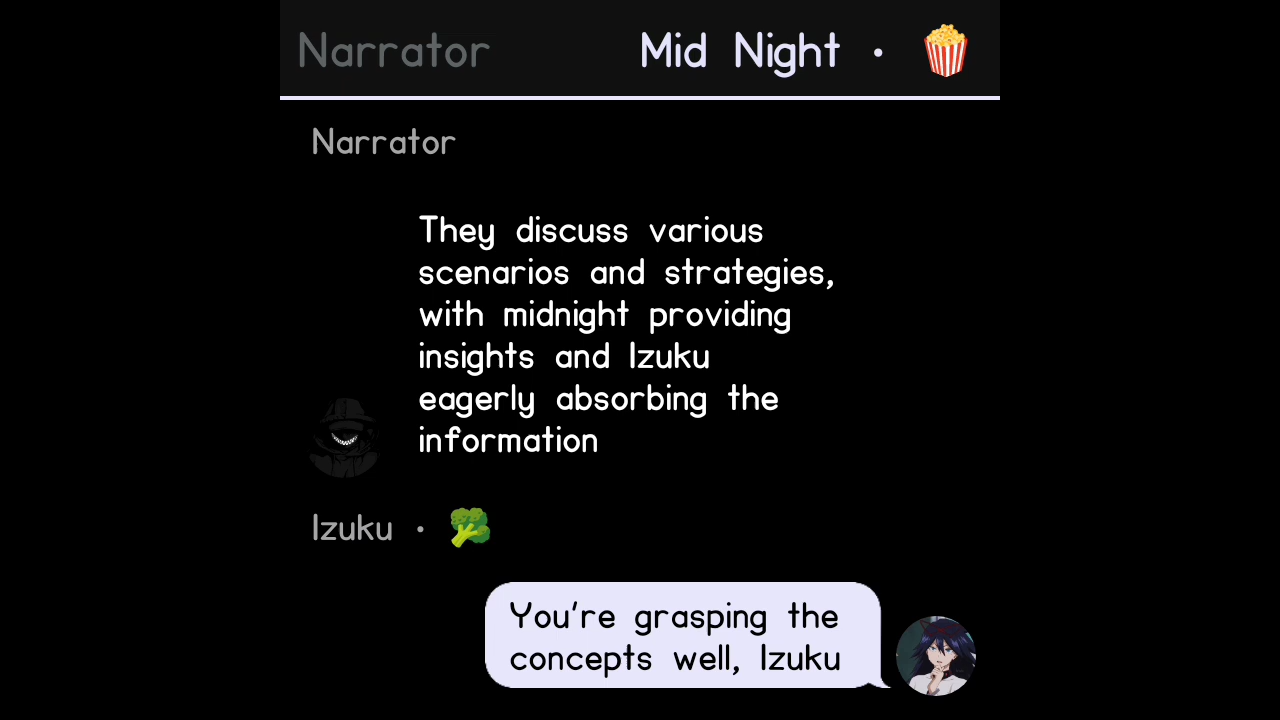 Narrator
Mid Night • 🍿
Narrator
They discuss various
scenarios and strategies,
with midnight providing
insights and Izuku
eagerly absorbing the
information
Izuku • 🥦
You're grasping the
concepts well, Izuku